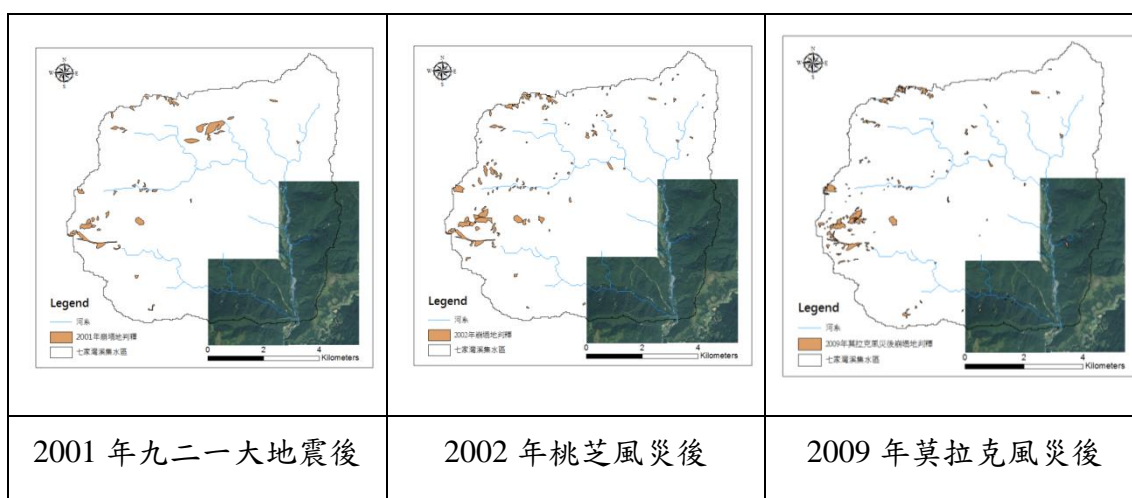 N
W E
S
Legend
河系
2001年崩塌地判釋
七家灣溪集水區
0 2 4
Kilometers
N
W E
S
Legend
河系
2002年崩塌地判釋
七家灣溪集水區
0 2 4
Kilometers
N
W E
S
Legend
河系
2009年莫拉克風災後崩塌地判釋
七家灣溪集水區
0 2 4
Kilometers
2001 年九二一大地震後
2002 年桃芝風災後
2009 年莫拉克風災後